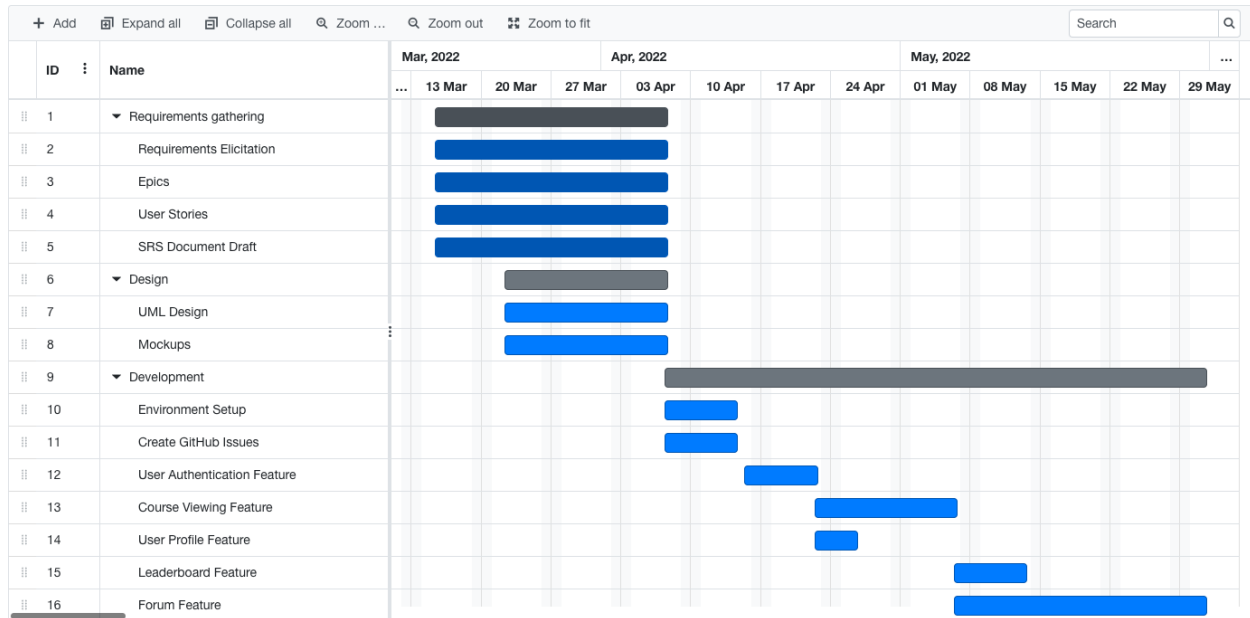 Add Expand all Collapse all Zoom ... Zoom out Zoom to fit Search
Mar, 2022 Apr, 2022 May, 2022 ...
ID Name
... 13 Mar 20 Mar 27 Mar 03 Apr 10 Apr 17 Apr 24 Apr 01 May 08 May 15 May 22 May 29 May
1 Requirements gathering
2 Requirements Elicitation
3 Epics
4 User Stories
5 SRS Document Draft
6 Design
7 UML Design
8 Mockups
9 Development
10 Environment Setup
11 Create GitHub Issues
12 User Authentication Feature
13 Course Viewing Feature
14 User Profile Feature
15 Leaderboard Feature
16 Forum Feature